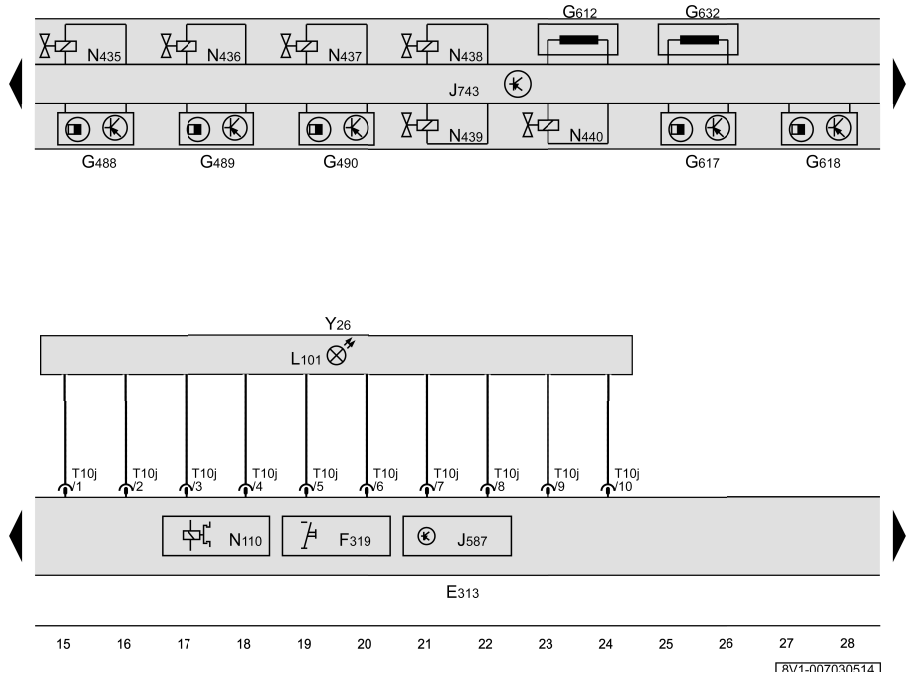 G612 G632
N435 N436 N437 N438
J743
N439 N440
G488 G489 G490 G617 G618
Y26
L101
T10j T10j T10j T10j T10j T10j T10j T10j T10j T10j
/1 /2 /3 /4 /5 /6 /7 /8 /9 /10
N110 F319 J587
E313
15 16 17 18 19 20 21 22 23 24 25 26 27 28
8V1-007030514